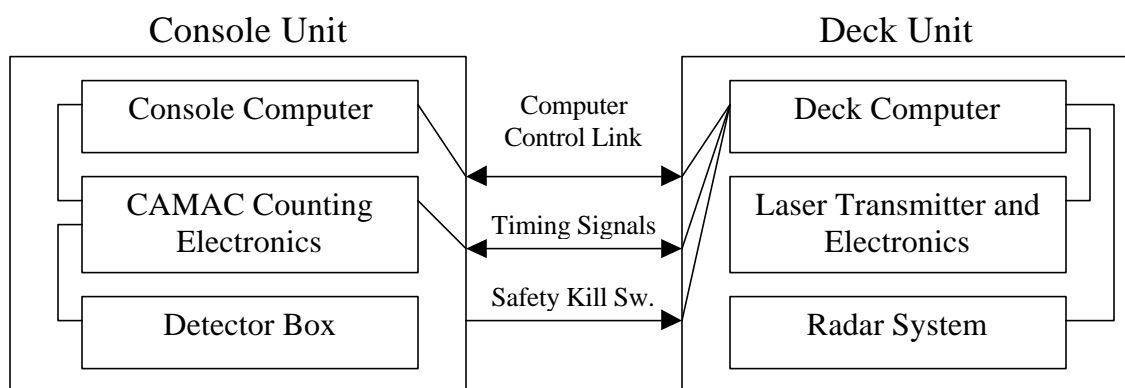 Console Unit
Deck Unit
Console Computer
Computer
Control Link
Deck Computer
CAMAC Counting
Electronics
Timing Signals
Laser Transmitter and
Electronics
Safety Kill Sw.
Detector Box
Radar System